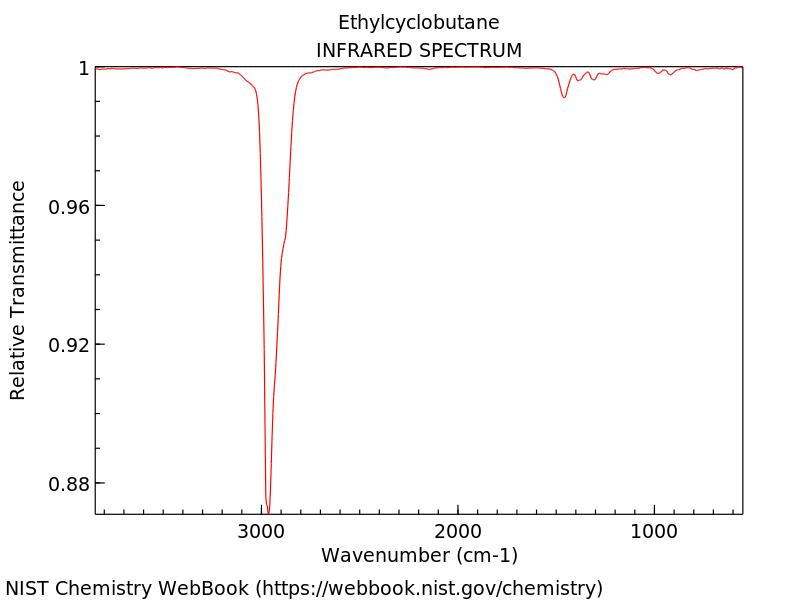 Ethylcyclobutane
INFRARED SPECTRUM
1
0.96
0.92
0.88
Relative Transmittance
3000 2000 1000
Wavenumber (cm-1)
NIST Chemistry WebBook (https://webbook.nist.gov/chemistry)